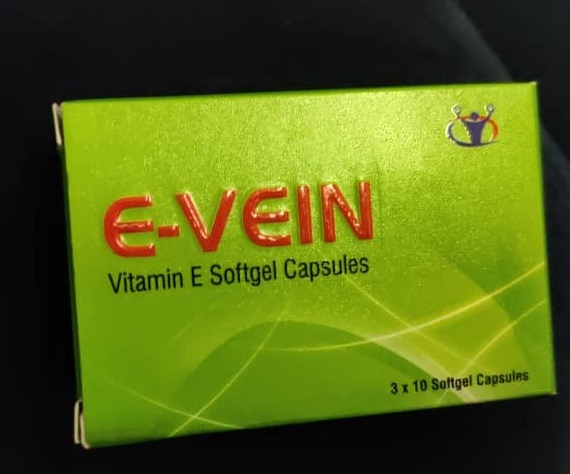 E-VEIN
Vitamin E Softgel Capsules
3 x 10 Softgel Capsules